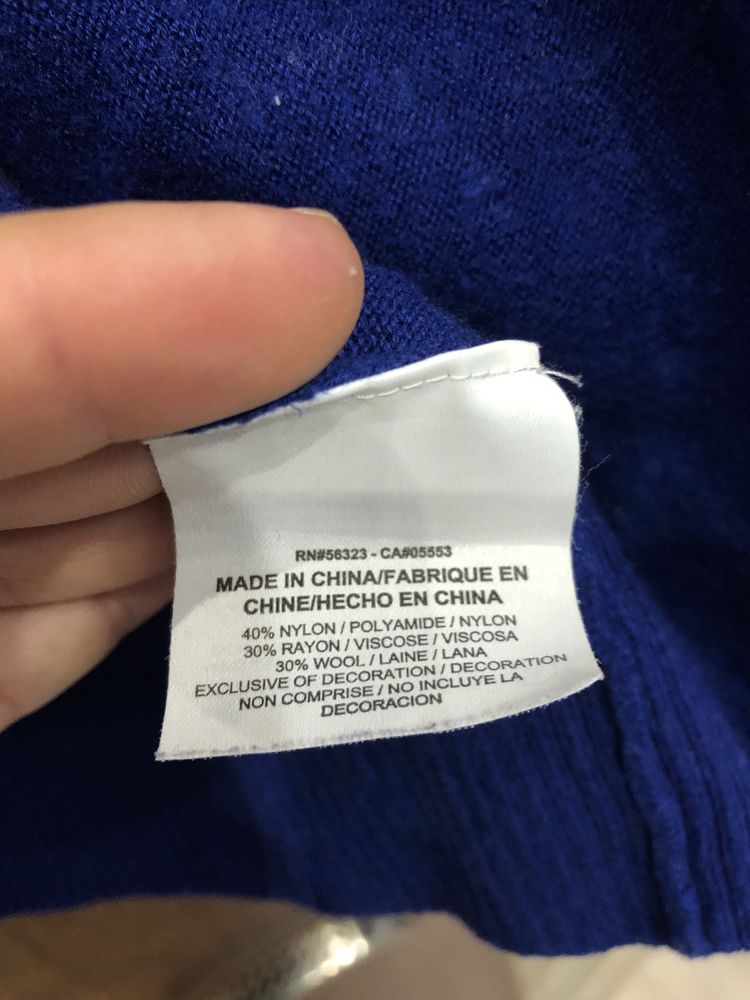 RN#56323 - CA#05553
MADE IN CHINA/FABRIQUE EN
CHINE/HECHO EN CHINA
40% NYLON / POLYAMIDE / NYLON
30% RAYON / VISCOSE / VISCOSA
30% WOOL / LAINE / LANA
EXCLUSIVE OF DECORATION / DECORATION
NON COMPRISE / NO INCLUYE LA
DECORACION